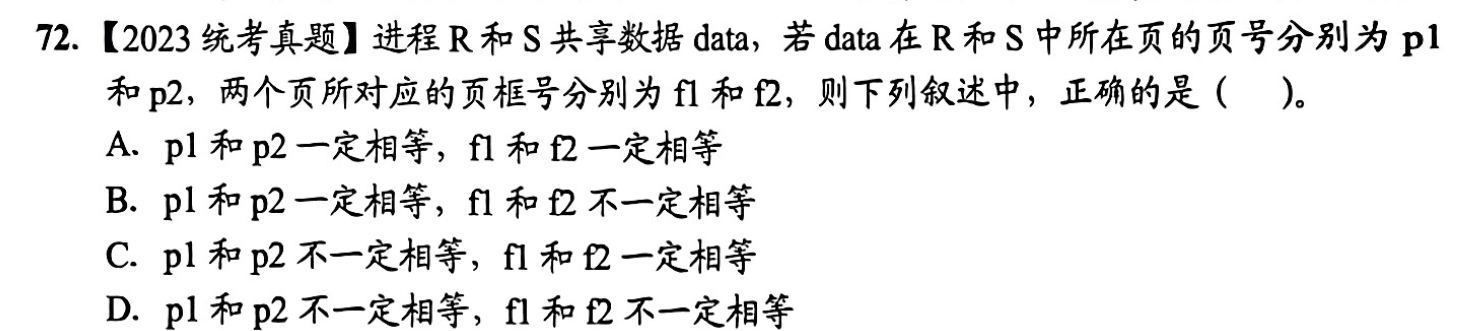 72.【2023 统考真题】进程 R 和 S 共享数据 data，若 data 在 R 和 S 中所在页的页号分别为 p1
和 p2，两个页所对应的页框号分别为 f1 和 f2，则下列叙述中，正确的是（    ）。
A. p1 和 p2 一定相等，f1 和 f2 一定相等
B. p1 和 p2 一定相等，f1 和 f2 不一定相等
C. p1 和 p2 不一定相等，f1 和 f2 一定相等
D. p1 和 p2 不一定相等，f1 和 f2 不一定相等